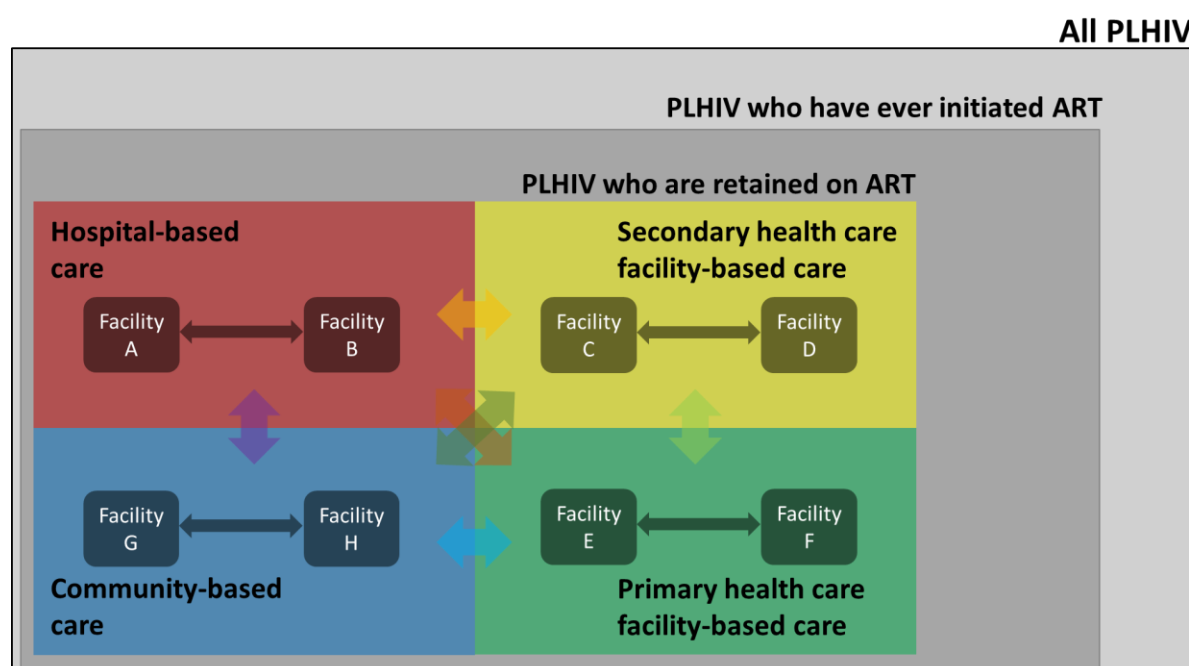 All PLHIV
PLHIV who have ever initiated ART
PLHIV who are retained on ART
Hospital-based
care
Secondary health care
facility-based care
Facility
A
Facility
B
Facility
C
Facility
D
Facility
G
Facility
H
Facility
E
Facility
F
Community-based
care
Primary health care
facility-based care